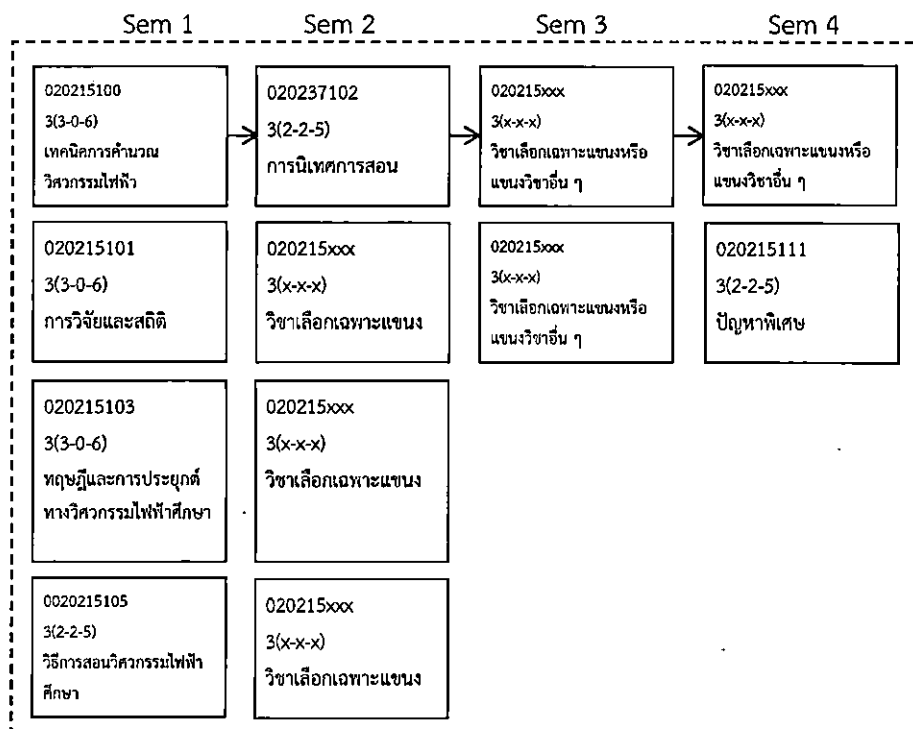 Sem 1
Sem 2
Sem 3
Sem 4
020215100
3(3-0-6)
เทคนิคการคำนวณ
วิศวกรรมไฟฟ้า
020237102
3(2-2-5)
การนิเทศการสอน
020215xxx
3(x-x-x)
วิชาเลือกเฉพาะแขนงหรือ
แขนงวิชาอื่น ๆ
020215xxx
3(x-x-x)
วิชาเลือกเฉพาะแขนงหรือ
แขนงวิชาอื่น ๆ
020215101
3(3-0-6)
การวิจัยและสถิติ
020215xxx
3(x-x-x)
วิชาเลือกเฉพาะแขนง
020215xxx
3(x-x-x)
วิชาเลือกเฉพาะแขนงหรือ
แขนงวิชาอื่น ๆ
020215111
3(2-2-5)
ปัญหาพิเศษ
020215103
3(3-0-6)
ทฤษฎีและการประยุกต์
ทางวิศวกรรมไฟฟ้าศึกษา
020215xxx
3(x-x-x)
วิชาเลือกเฉพาะแขนง
0020215105
3(2-2-5)
วิธีการสอนวิศวกรรมไฟฟ้า
ศึกษา
020215xxx
3(x-x-x)
วิชาเลือกเฉพาะแขนง